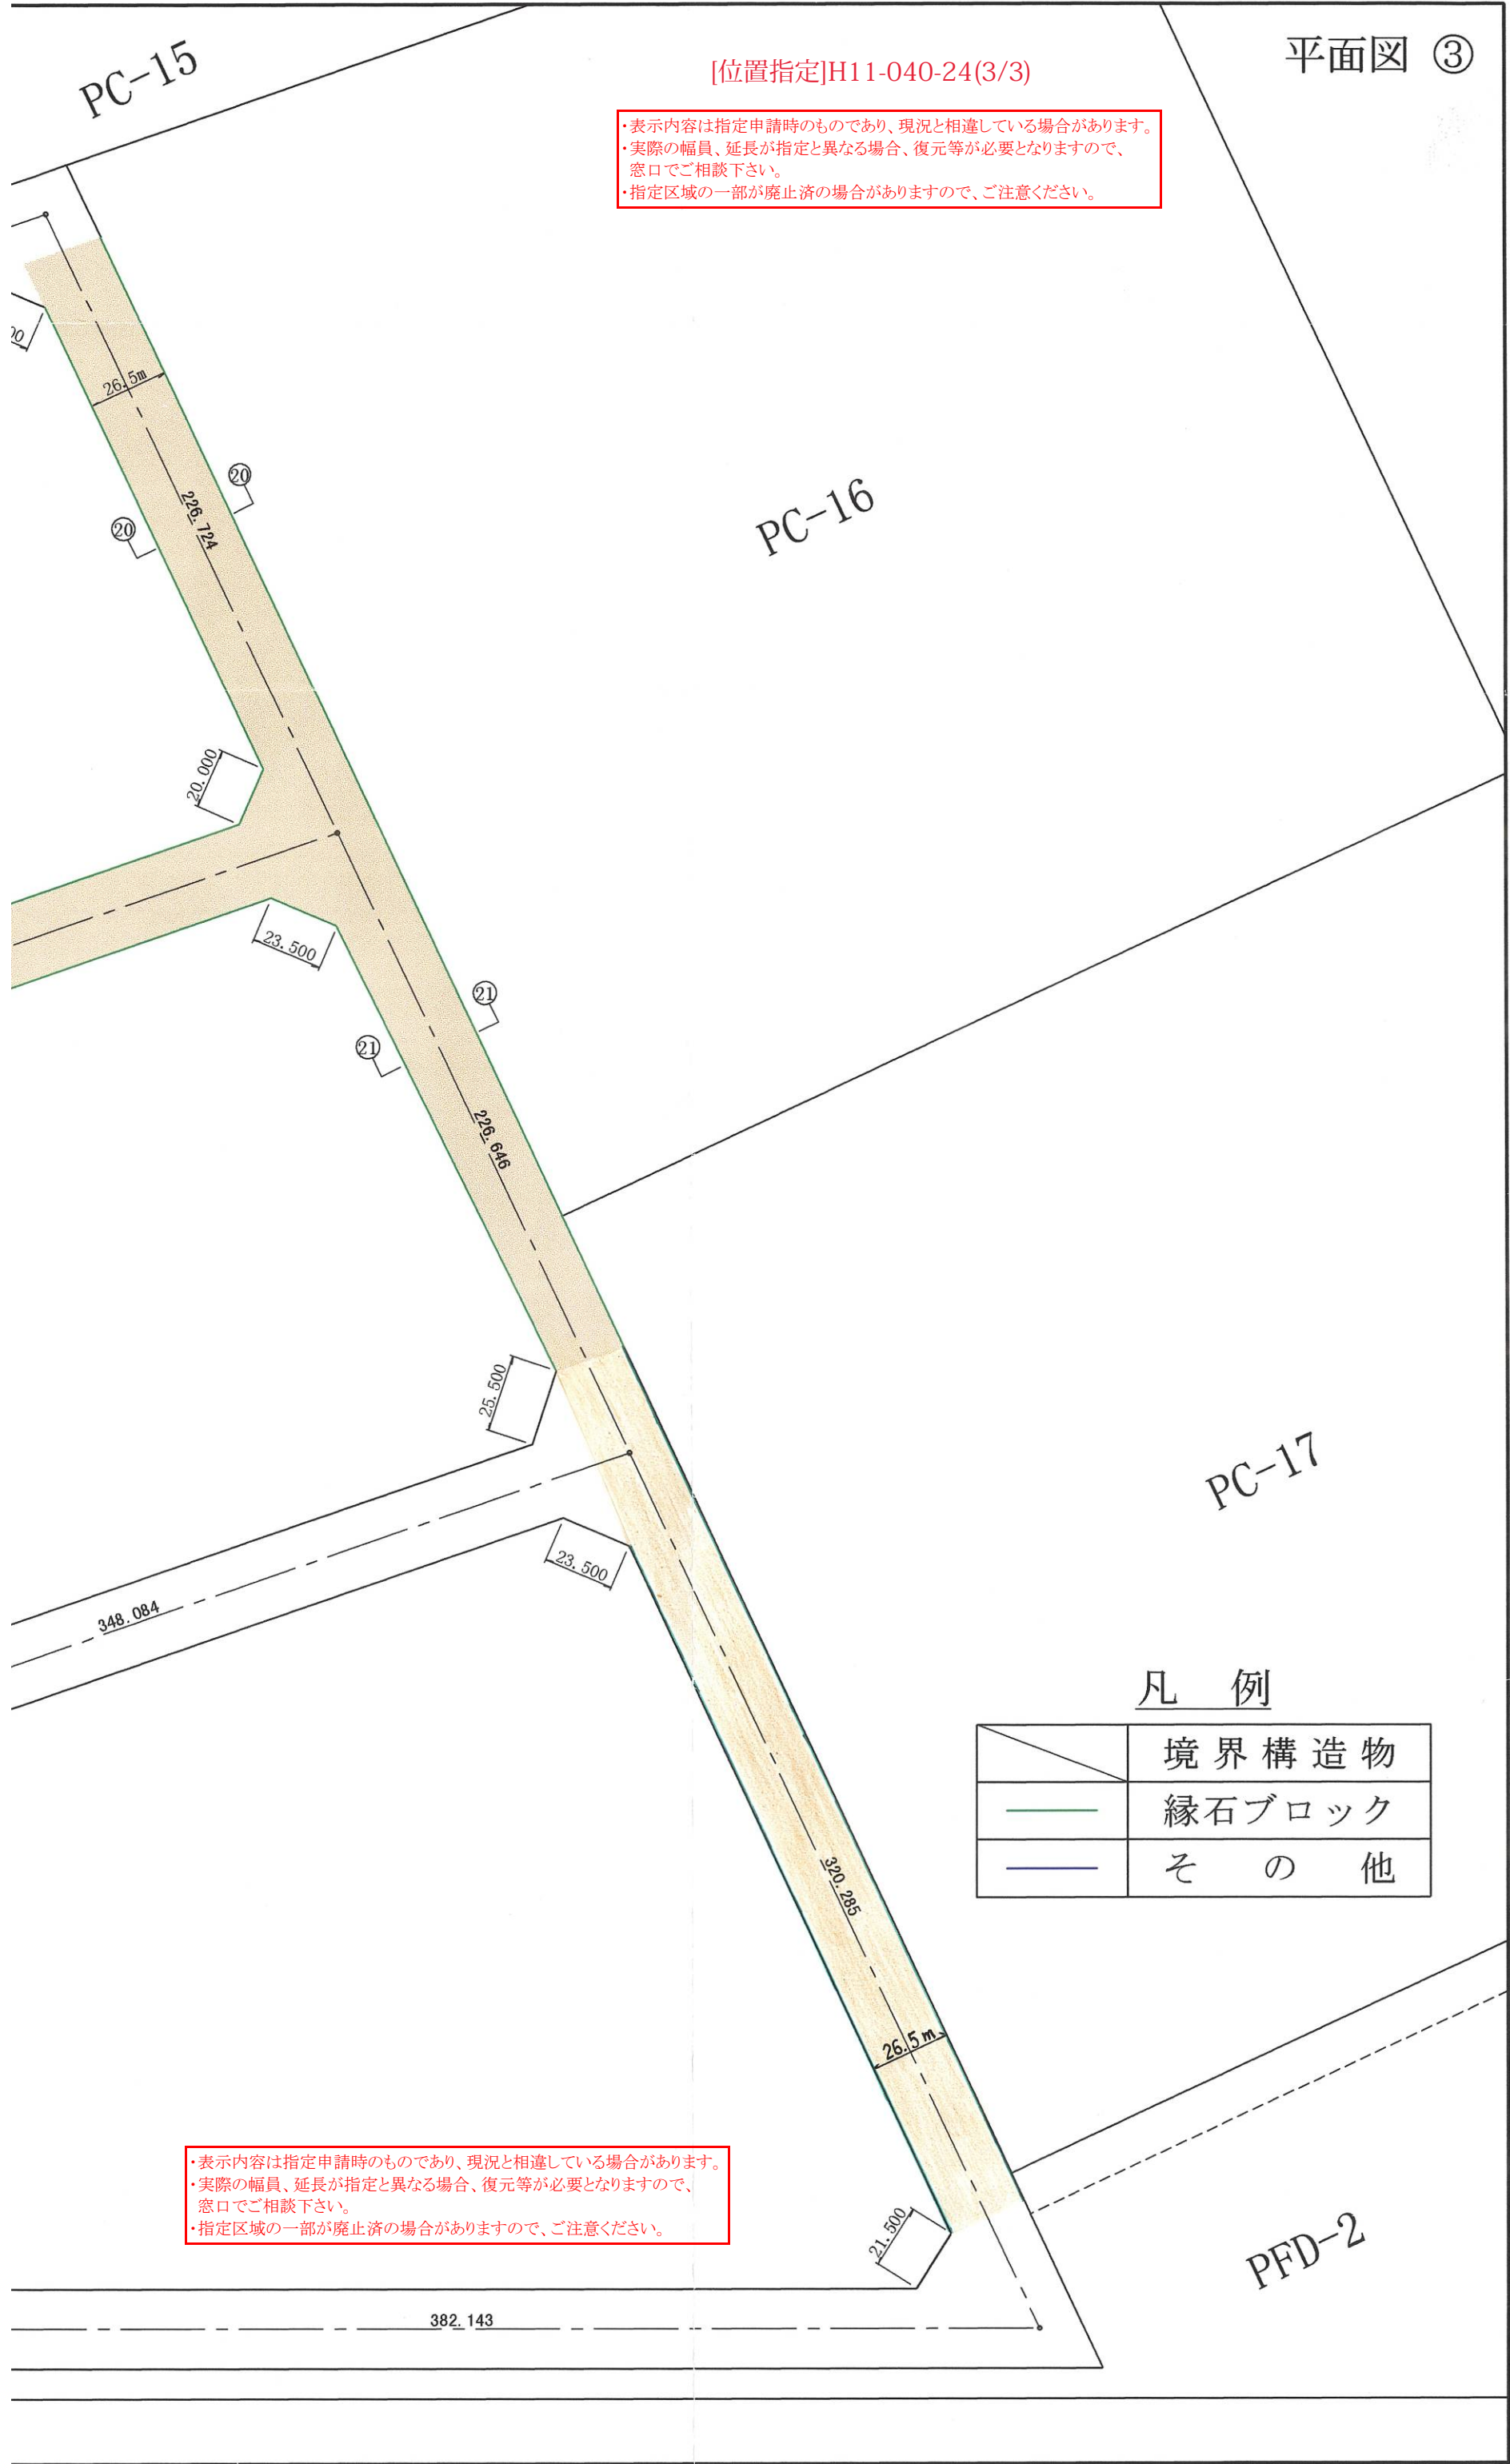 平面図 ③
[位置指定]H11-040-24(3/3)
・表示内容は指定申請時のものであり、現況と相違している場合があります。
・実際の幅員、延長が指定と異なる場合、復元等が必要となりますので、
窓口でご相談下さい。
・指定区域の一部が廃止済の場合がありますので、ご注意ください。
PC-15
26.5m
⑳
⑳
226.724
PC-16
20.000
23.500
㉑
㉑
226.646
25.500
23.500
348.084
PC-17
凡 例
境界構造物
縁石ブロック
そ の 他
320.285
26.5m
・表示内容は指定申請時のものであり、現況と相違している場合があります。
・実際の幅員、延長が指定と異なる場合、復元等が必要となりますので、
窓口でご相談下さい。
・指定区域の一部が廃止済の場合がありますので、ご注意ください。
21.500
PFD-2
382.143